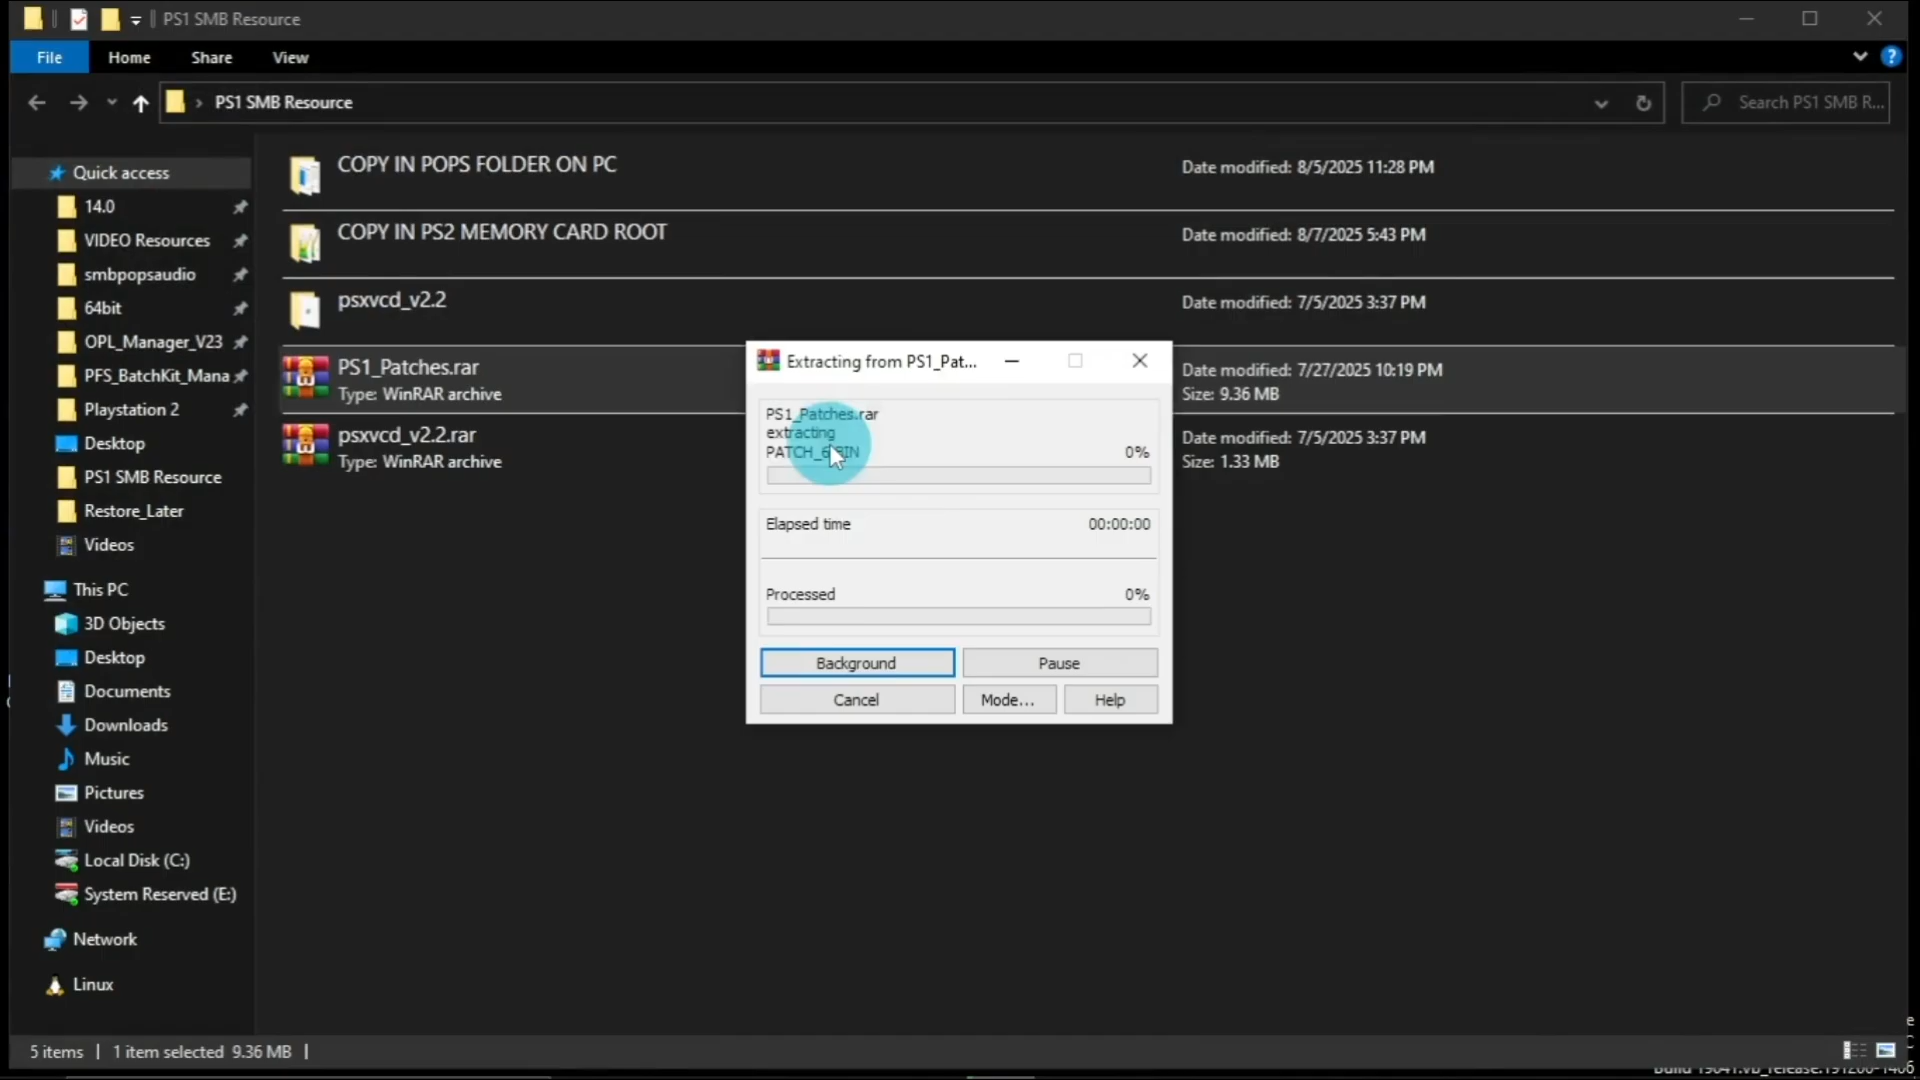 PS1 SMB Resource
File Home Share View
PS1 SMB Resource
Search PS1 SMB R...
Quick access
14.0
VIDEO Resources
smbpopsaudio
64bit
OPL_Manager_V23
PFS_BatchKit_Mana
Playstation 2
Desktop
PS1 SMB Resource
Restore_Later
Videos
This PC
3D Objects
Desktop
Documents
Downloads
Music
Pictures
Videos
Local Disk (C:)
System Reserved (E:)
Network
Linux
COPY IN POPS FOLDER ON PC
Date modified: 8/5/2025 11:28 PM
COPY IN PS2 MEMORY CARD ROOT
Date modified: 8/7/2025 5:43 PM
psxvcd_v2.2
Date modified: 7/5/2025 3:37 PM
PS1_Patches.rar
Type: WinRAR archive
Date modified: 7/27/2025 10:19 PM
Size: 9.36 MB
psxvcd_v2.2.rar
Type: WinRAR archive
Date modified: 7/5/2025 3:37 PM
Size: 1.33 MB
Extracting from PS1_Pat...
PS1_Patches.rar
extracting
0%
Elapsed time 00:00:00
Processed 0%
Background Pause
Cancel Mode... Help
5 items 1 item selected 9.36 MB